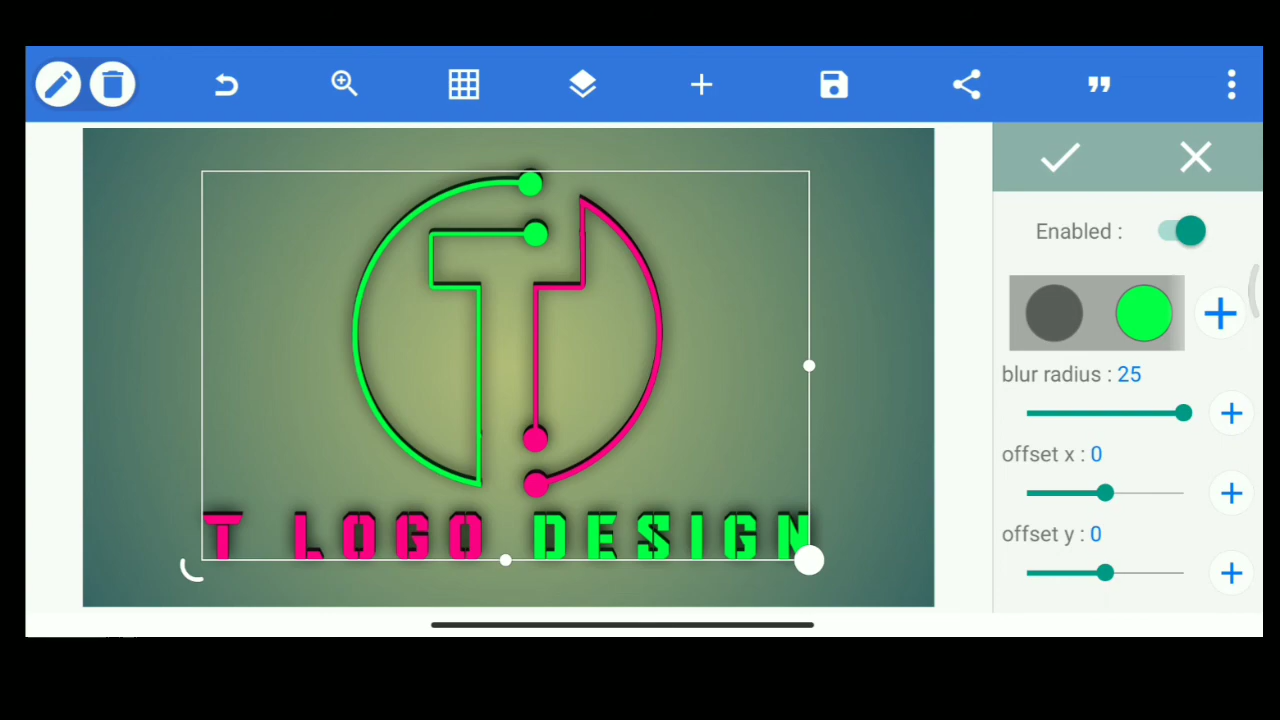 Enabled :
blur radius : 25
offset x : 0
offset y : 0
T LOGO DESIGN